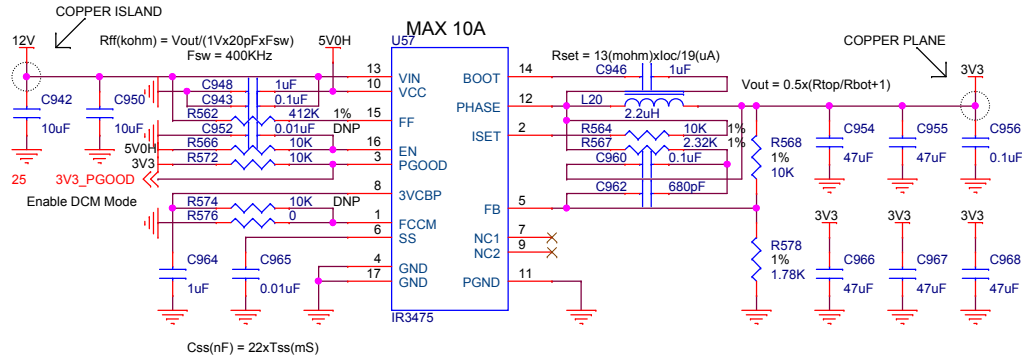 COPPER ISLAND
12V
Rff(kohm) = Vout/(1Vx20pFxFsw)
Fsw = 400KHz
5V0H
MAX 10A
U57
Rset = 13(mohm)xIoc/19(uA)
COPPER PLANE
3V3
Vout = 0.5x(Rtop/Rbot+1)
C942
10uF
C950
10uF
C948
1uF
C943
0.1uF
R562
412K
1%
C952
0.01uF
DNP
5V0H
R566
10K
3V3
R572
10K
25
3V3_PGOOD
Enable DCM Mode
R574
10K
DNP
R576
0
C964
1uF
C965
0.01uF
Css(nF) = 22xTss(mS)
13
VIN
10
VCC
15
FF
16
EN
3
PGOOD
8
3VCBP
1
FCCM
6
SS
4
GND
17
GND
IR3475
BOOT
14
PHASE
12
ISET
2
FB
5
NC1
7
NC2
9
PGND
11
C946
1uF
L20
2.2uH
R564
10K
1%
R567
2.32K
1%
C960
0.1uF
C962
680pF
R568
1%
10K
R578
1%
1.78K
C954
47uF
C955
47uF
C956
0.1uF
3V3
3V3
3V3
C966
47uF
C967
47uF
C968
47uF